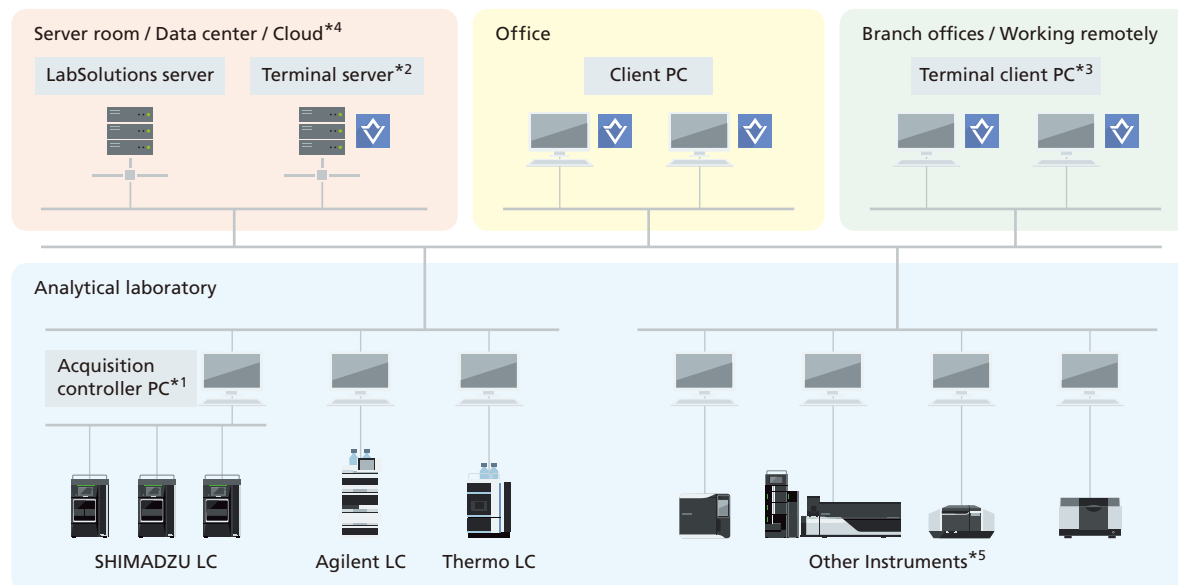 Server room / Data center / Cloud*4
LabSolutions server
Terminal server*2
Office
Client PC
Branch offices / Working remotely
Terminal client PC*3
Analytical laboratory
Acquisition
controller PC*1
SHIMADZU LC
Agilent LC
Thermo LC
Other Instruments*5